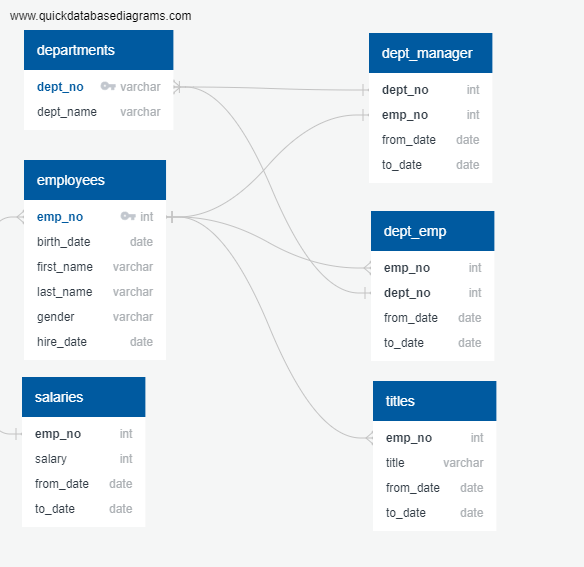 www.quickdatabasediagrams.com
departments
dept_no varchar
dept_name varchar
employees
emp_no int
birth_date date
first_name varchar
last_name varchar
gender varchar
hire_date date
salaries
emp_no int
salary int
from_date date
to_date date
dept_manager
dept_no int
emp_no int
from_date date
to_date date
dept_emp
emp_no int
dept_no int
from_date date
to_date date
titles
emp_no int
title varchar
from_date date
to_date date